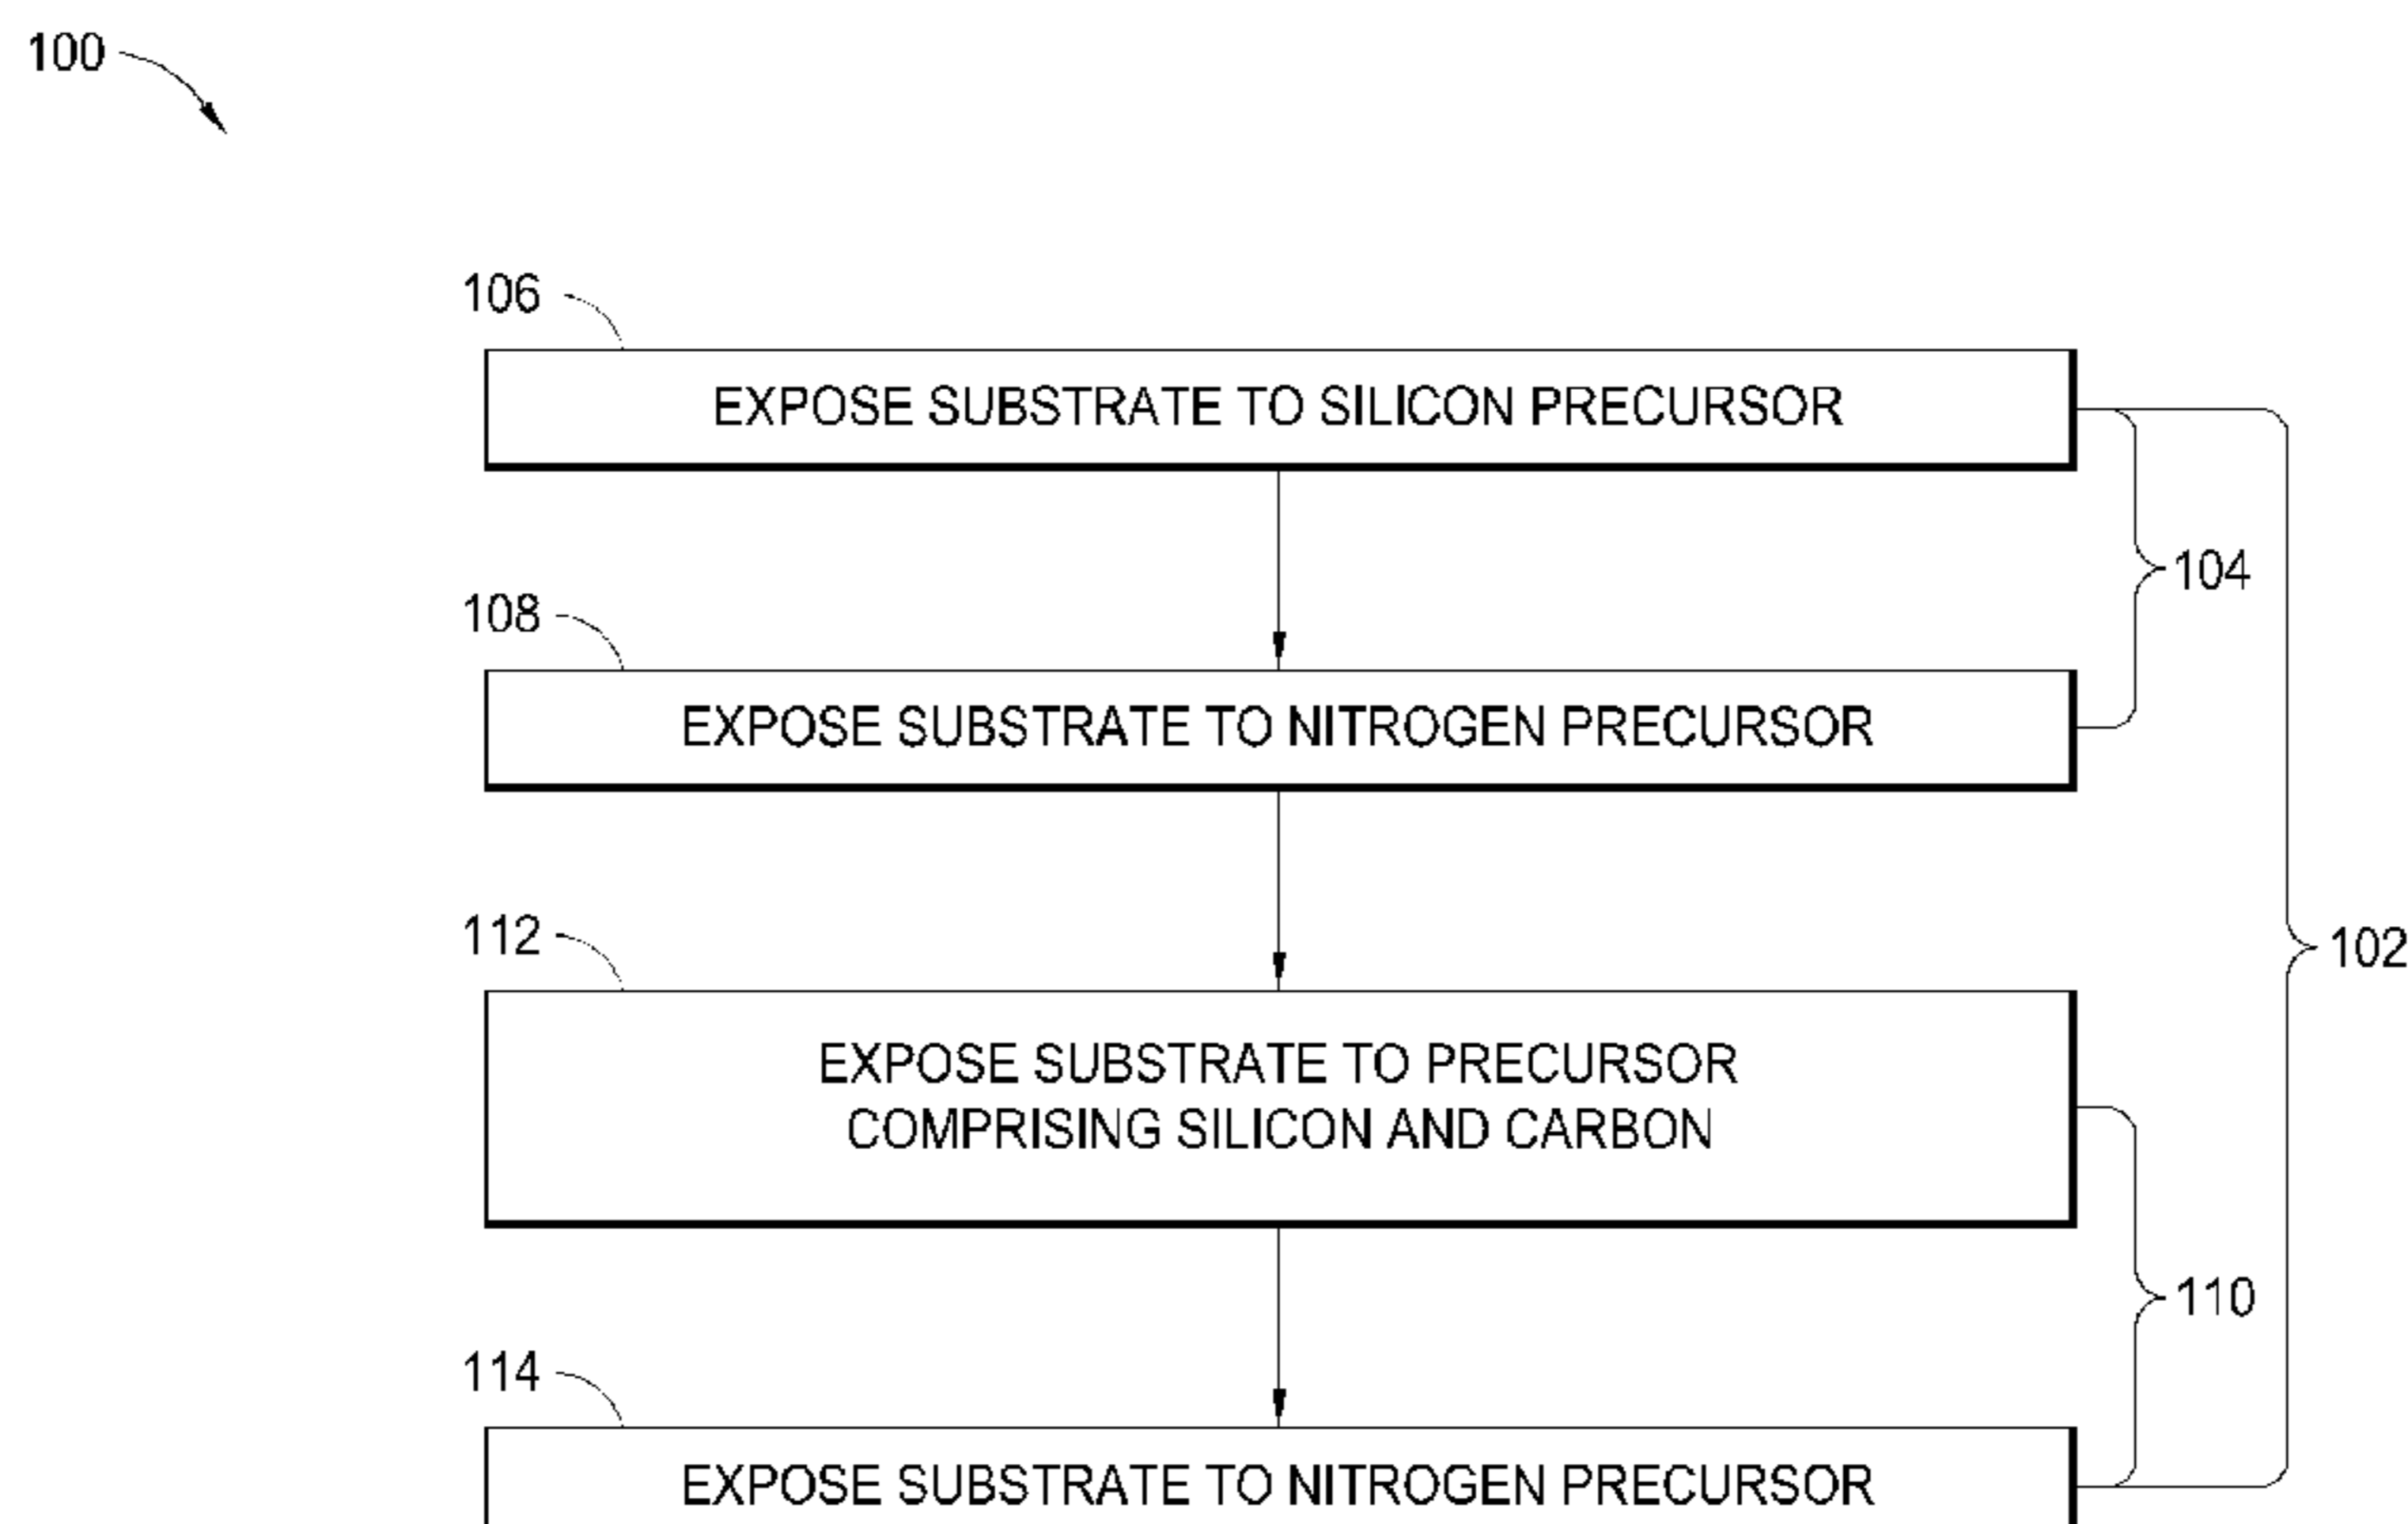 100
106
EXPOSE SUBSTRATE TO SILICON PRECURSOR
104
108
EXPOSE SUBSTRATE TO NITROGEN PRECURSOR
102
112
EXPOSE SUBSTRATE TO PRECURSOR
COMPRISING SILICON AND CARBON
110
114
EXPOSE SUBSTRATE TO NITROGEN PRECURSOR